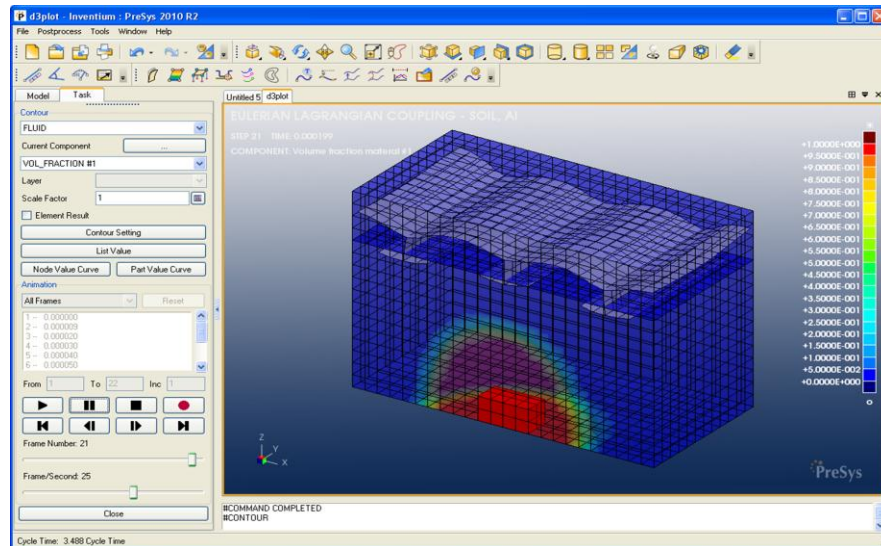 d3plot - Inventium : PreSys 2010 R2
File Postprocess Tools Window Help
Model Task
Untitled 5 d3plot
Contour
FLUID
Current Component ...
VOL_FRACTION #1
Layer
Scale Factor 1
Element Result
Contour Setting
List Value
Node Value Curve Part Value Curve
Animation
All Frames Reset
1 -- 0.000000
2 -- 0.000009
3 -- 0.000020
4 -- 0.000030
5 -- 0.000040
6 -- 0.000050
From 1 To 22 Inc 1
Frame Number: 21
Frame/Second: 25
Close
EULERIAN LAGRANGIAN COUPLING - SOIL, AI
STEP 21 TIME: 0.000199
COMPONENT: Volume fraction material #1
+1.0000E+000
+9.5000E-001
+9.0000E-001
+8.5000E-001
+8.0000E-001
+7.5000E-001
+7.0000E-001
+6.5000E-001
+6.0000E-001
+5.5000E-001
+5.0000E-001
+4.5000E-001
+4.0000E-001
+3.5000E-001
+3.0000E-001
+2.5000E-001
+2.0000E-001
+1.5000E-001
+1.0000E-001
+5.0000E-002
+0.0000E+000
Z
Y
X
PreSys
#COMMAND COMPLETED
#CONTOUR
Cycle Time: 3.488 Cycle Time